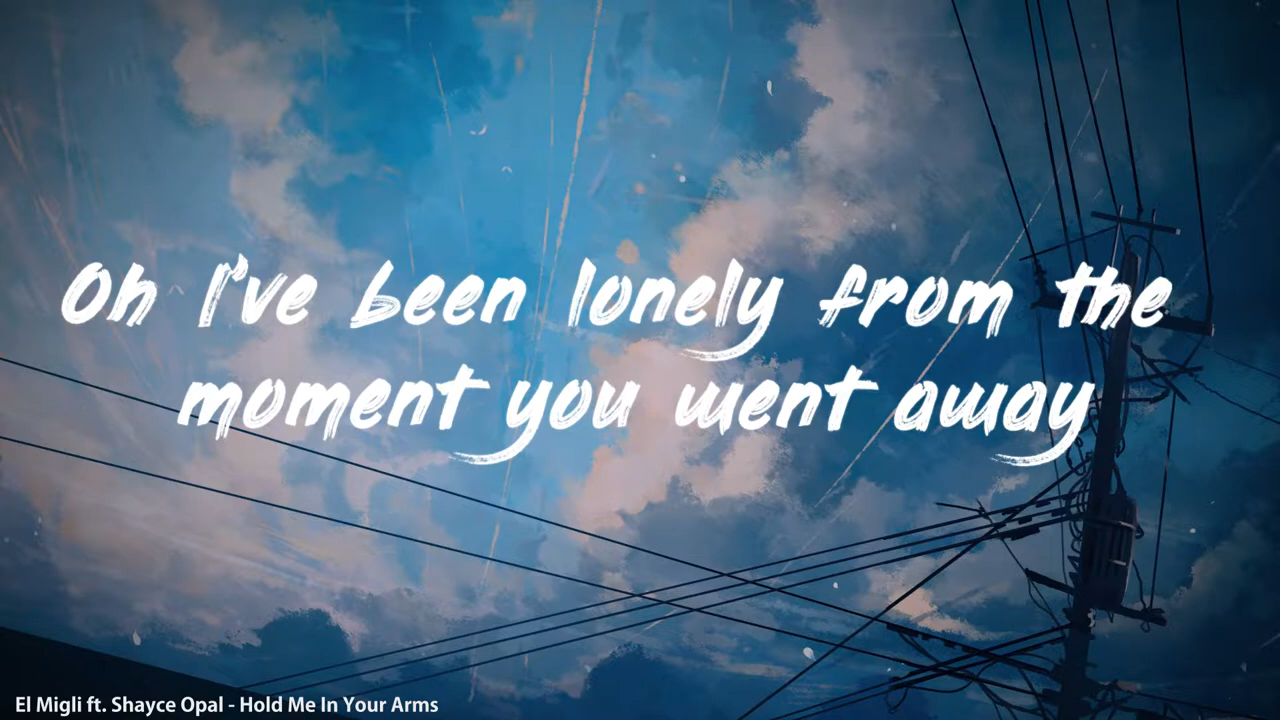 Oh I've been lonely from the
moment you went away
El Migli ft. Shayce Opal - Hold Me In Your Arms